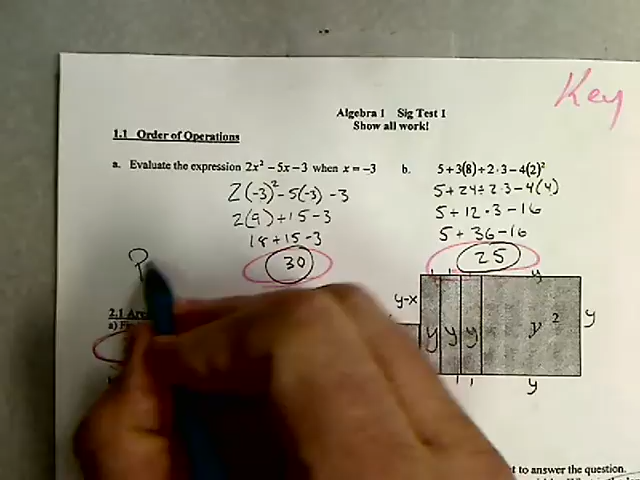 Key
Algebra 1 Sig Test 1
Show all work!
1.1 Order of Operations
a. Evaluate the expression 2x² − 5x − 3 when x = −3
2(-3)² - 5(-3) - 3
2(9) + 15 - 3
18 + 15 - 3
30
b. 5 + 3(8) ÷ 2 · 3 − 4(2)²
5 + 24 ÷ 2 · 3 - 4(4)
5 + 12 · 3 - 16
5 + 36 - 16
25
P
2.1
a)
y-x
1 1 y
y y y y² y
1 1 y
t to answer the question.